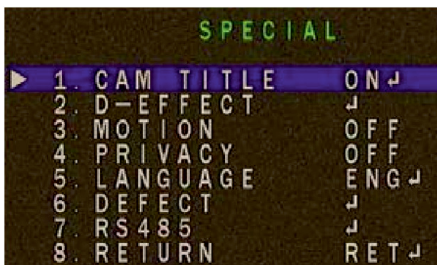 SPECIAL
1. CAM TITLE ON↵
2. D-EFFECT ↵
3. MOTION OFF
4. PRIVACY OFF
5. LANGUAGE ENG↵
6. DEFECT ↵
7. RS485 ↵
8. RETURN RET↵